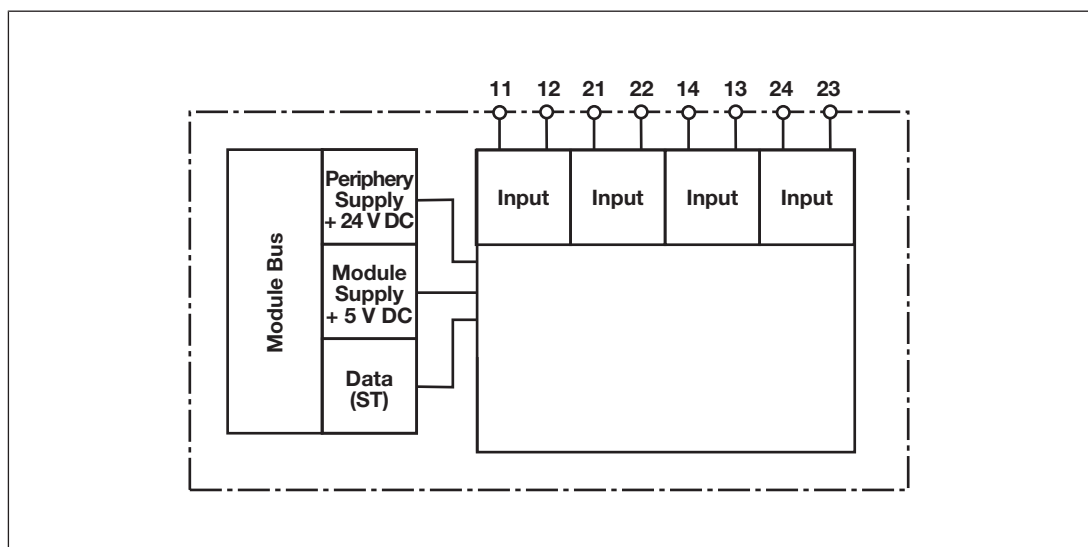 11 12 21 22 14 13 24 23
Module Bus
Periphery
Supply
+ 24 V DC
Module
Supply
+ 5 V DC
Data
(ST)
Input Input Input Input